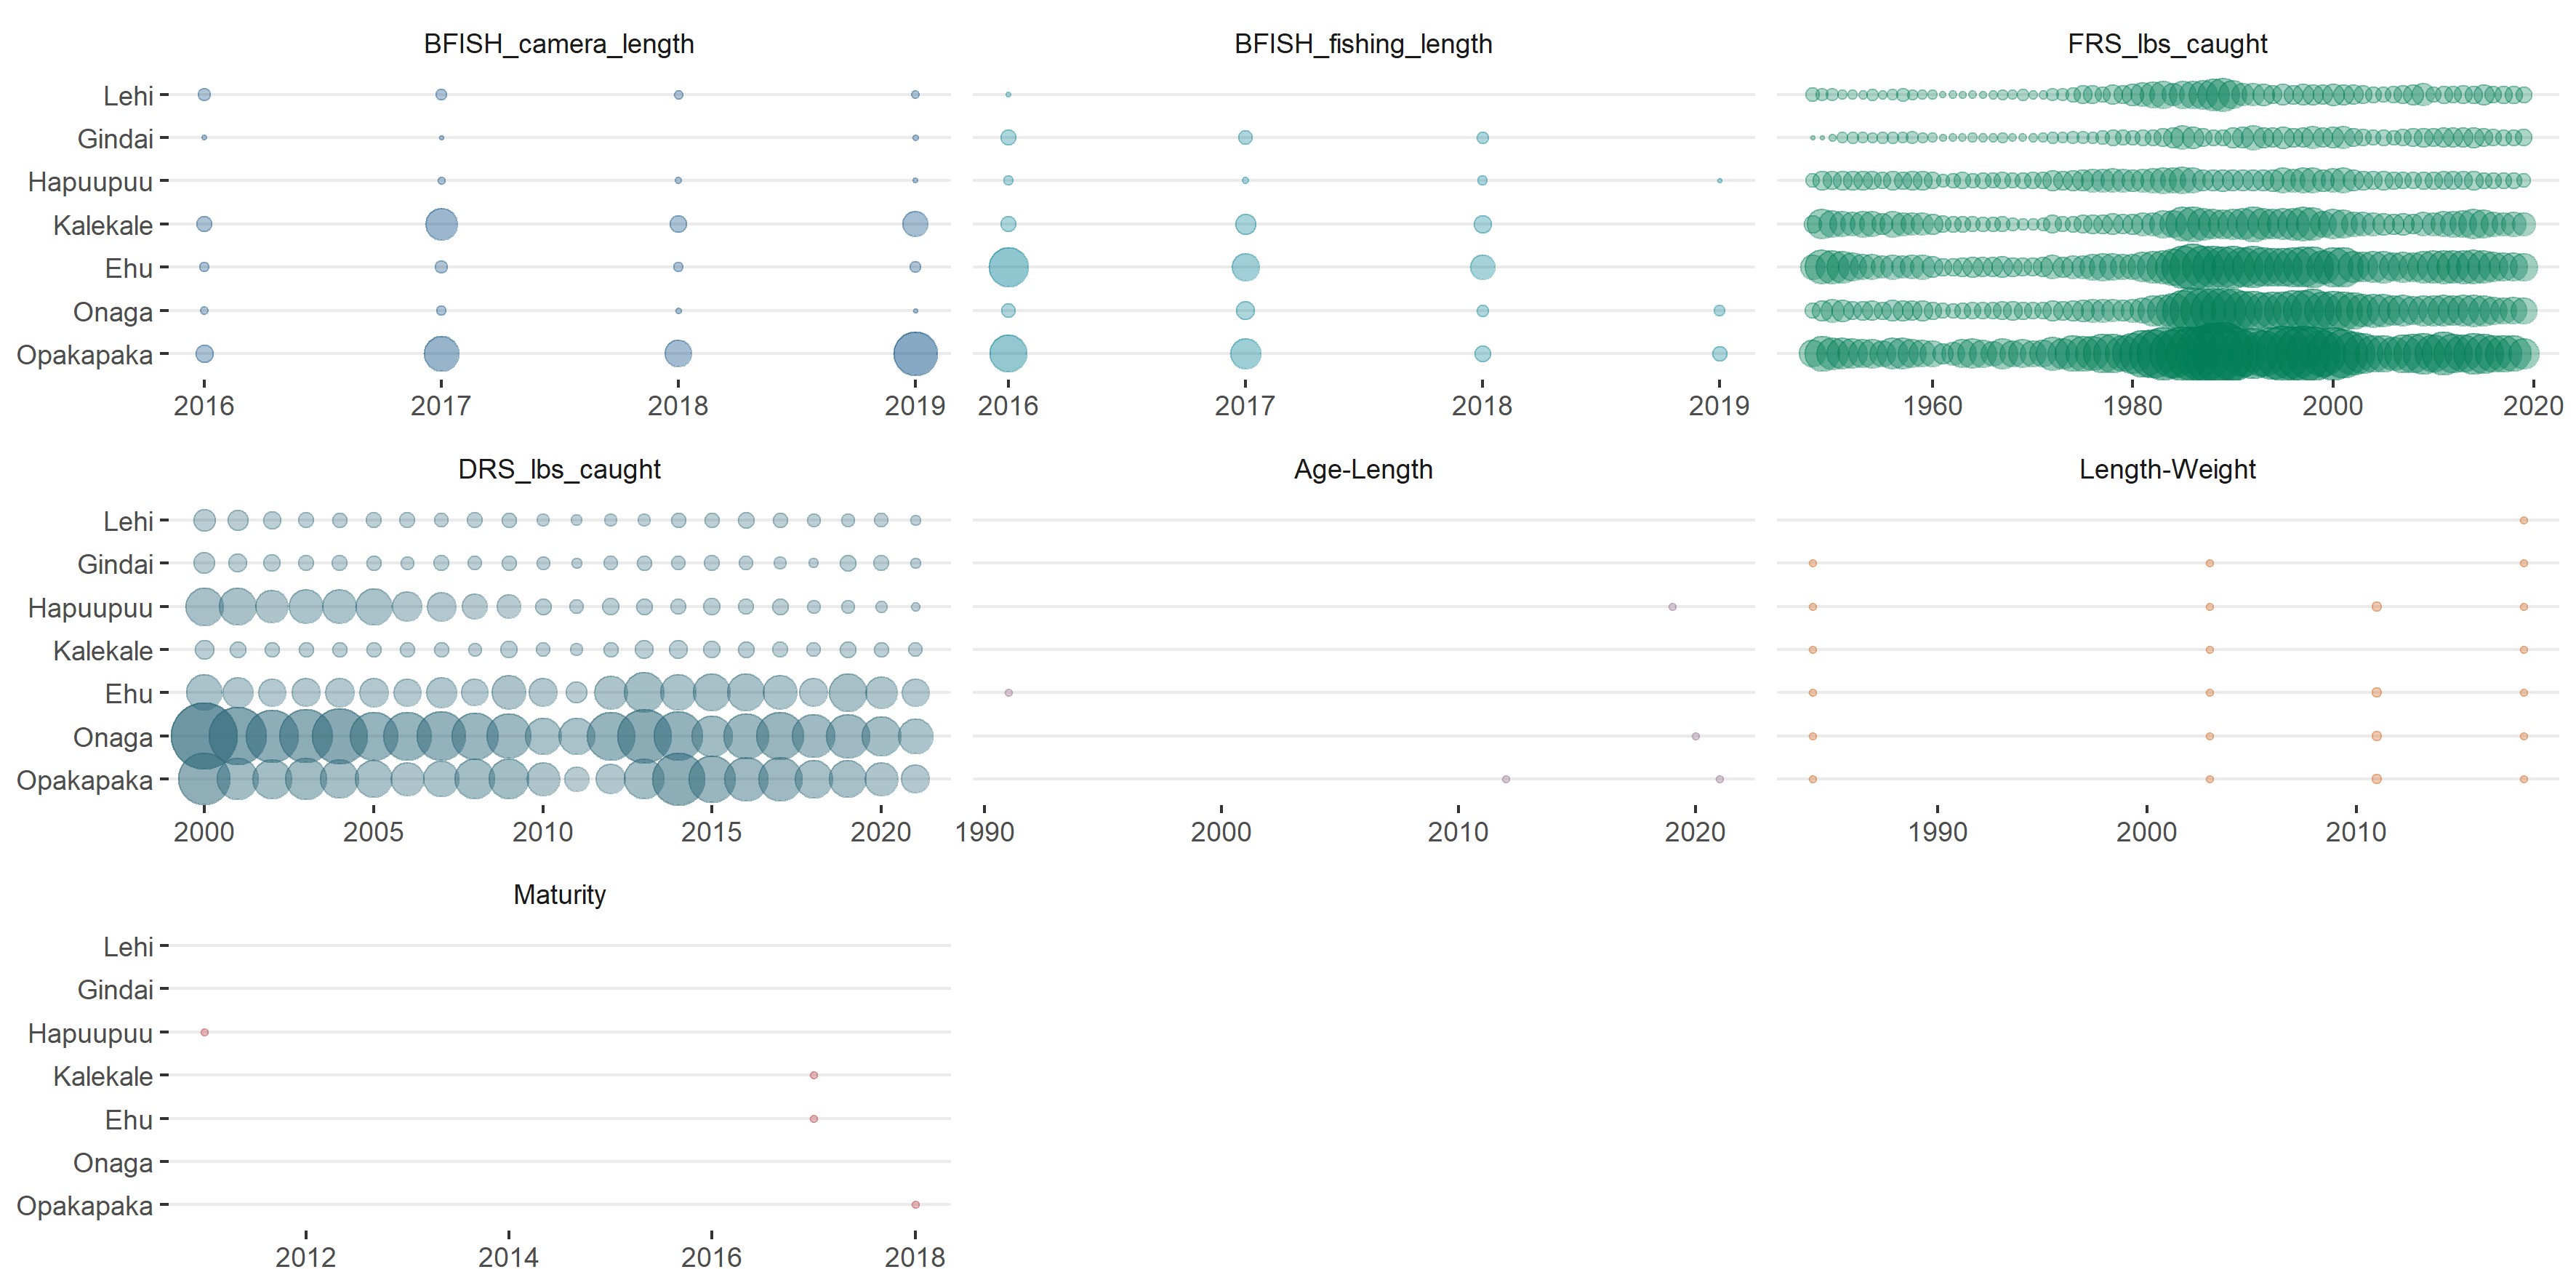 BFISH_camera_length
BFISH_fishing_length
FRS_lbs_caught
Lehi
Gindai
Hapuupuu
Kalekale
Ehu
Onaga
Opakapaka
2016 2017 2018 2019
2016 2017 2018 2019
1960 1980 2000 2020
DRS_lbs_caught
Age-Length
Length-Weight
Lehi
Gindai
Hapuupuu
Kalekale
Ehu
Onaga
Opakapaka
2000 2005 2010 2015 2020
1990 2000 2010 2020
1990 2000 2010
Maturity
Lehi
Gindai
Hapuupuu
Kalekale
Ehu
Onaga
Opakapaka
2012 2014 2016 2018